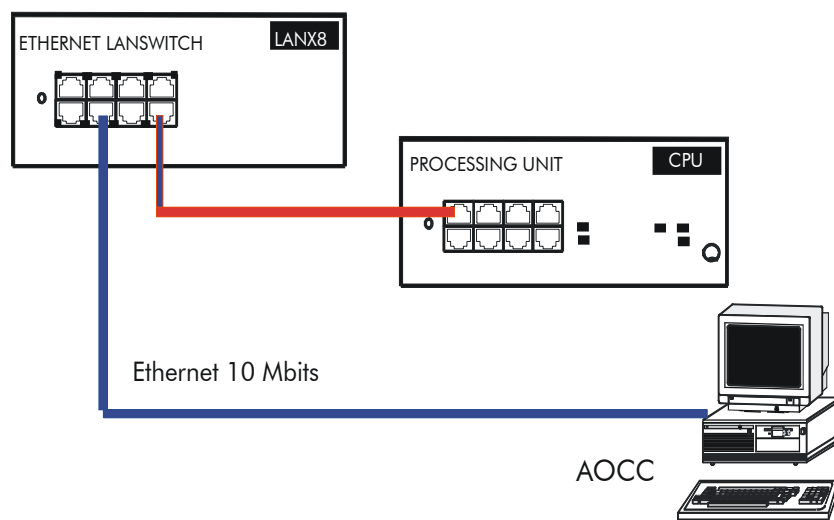 ETHERNET LANSWITCH
LANX8
PROCESSING UNIT
CPU
Ethernet 10 Mbits
AOCC